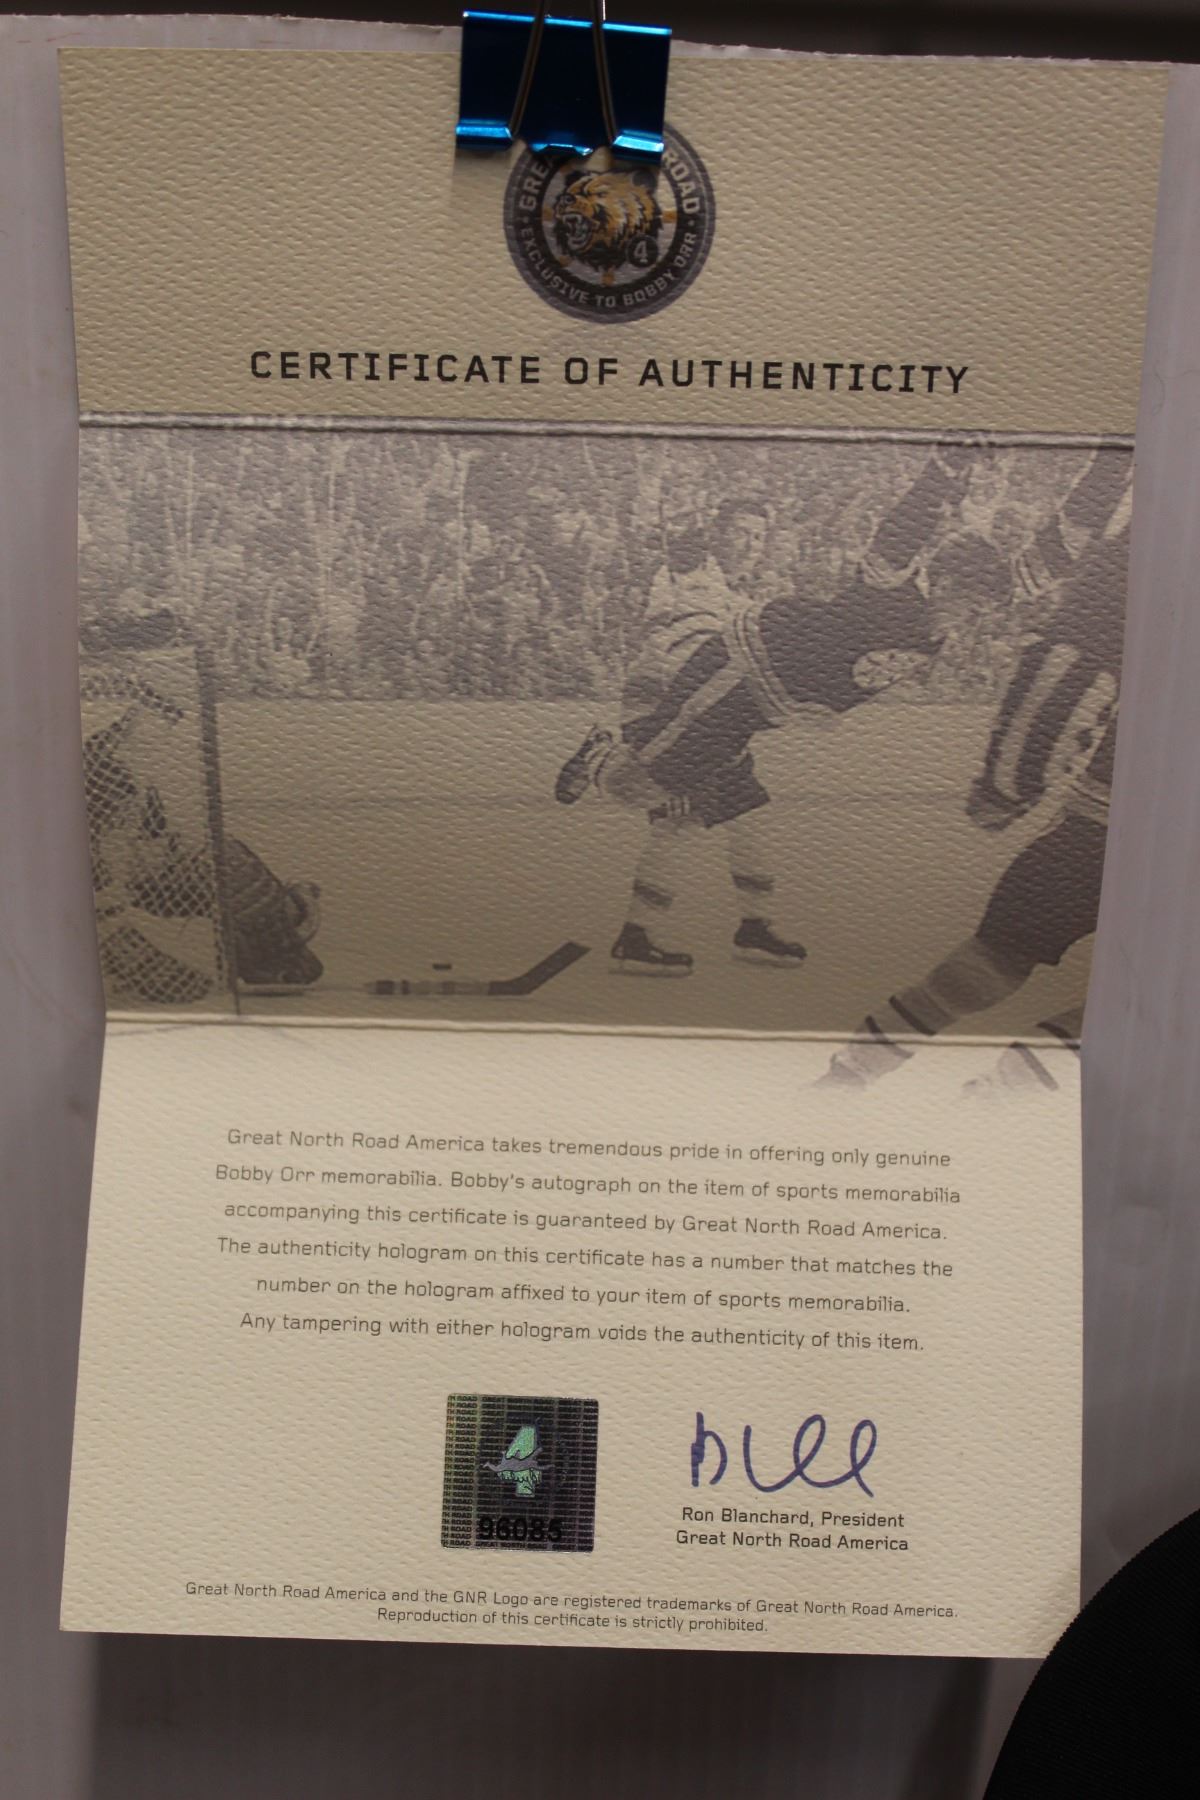 ROAD
EXCLUSIVE TO BOBBY ORR
4
CERTIFICATE OF AUTHENTICITY
Great North Road America takes tremendous pride in offering only genuine
Bobby Orr memorabilia. Bobby's autograph on the item of sports memorabilia
accompanying this certificate is guaranteed by Great North Road America.
The authenticity hologram on this certificate has a number that matches the
number on the hologram affixed to your item of sports memorabilia.
Any tampering with either hologram voids the authenticity of this item.
4
96085
Ron Blanchard, President
Great North Road America
Great North Road America and the GNR Logo are registered trademarks of Great North Road America.
Reproduction of this certificate is strictly prohibited.